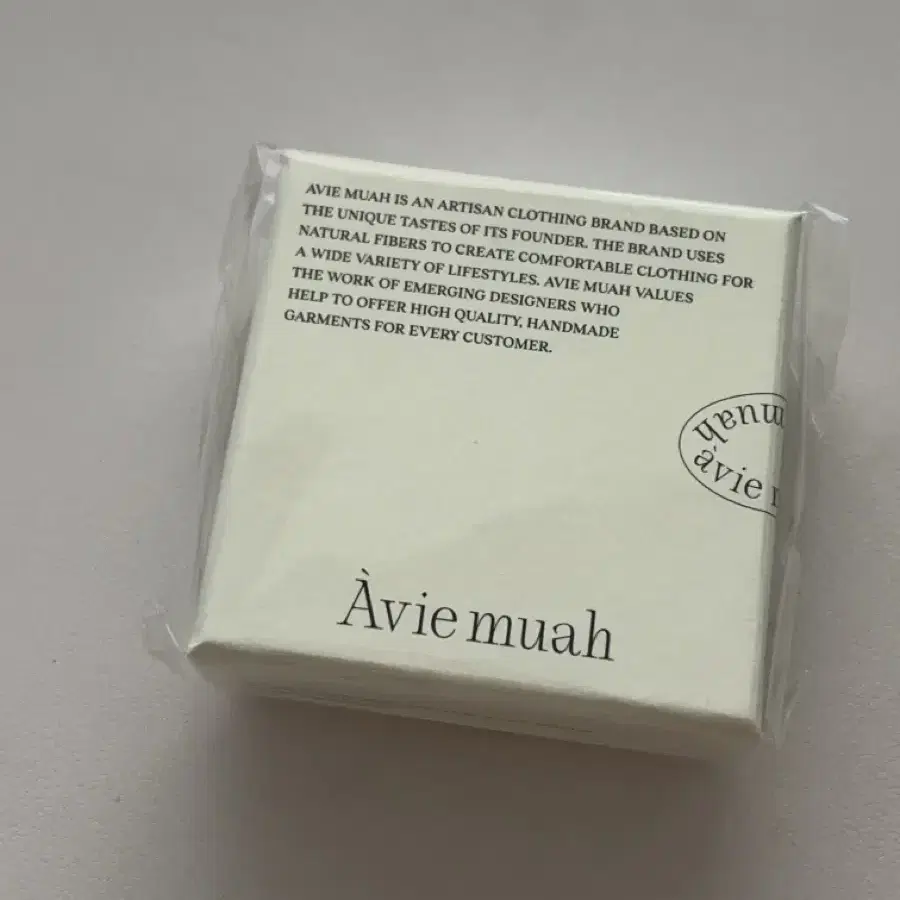 AVIE MUAH IS AN ARTISAN CLOTHING BRAND BASED ON
THE UNIQUE TASTES OF ITS FOUNDER. THE BRAND USES
NATURAL FIBERS TO CREATE COMFORTABLE CLOTHING FOR
A WIDE VARIETY OF LIFESTYLES. AVIE MUAH VALUES
THE WORK OF EMERGING DESIGNERS WHO
HELP TO OFFER HIGH QUALITY, HANDMADE
GARMENTS FOR EVERY CUSTOMER.
muah
àvie
Àvie muah